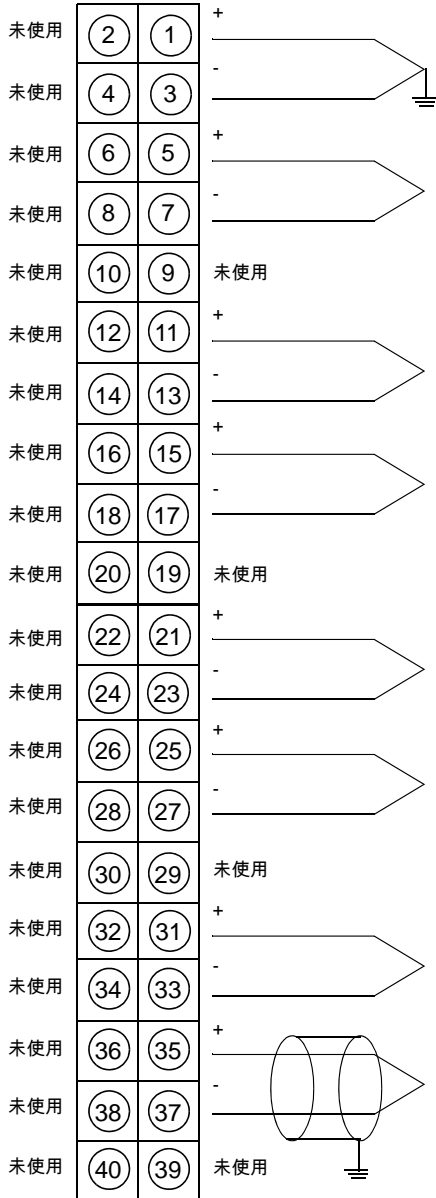 未使用 2 1 +
未使用 4 3 -
未使用 6 5 +
未使用 8 7 -
未使用 10 9 未使用
未使用 12 11 +
未使用 14 13 -
未使用 16 15 +
未使用 18 17 -
未使用 20 19 未使用
未使用 22 21 +
未使用 24 23 -
未使用 26 25 +
未使用 28 27 -
未使用 30 29 未使用
未使用 32 31 +
未使用 34 33 -
未使用 36 35 +
未使用 38 37 -
未使用 40 39 未使用